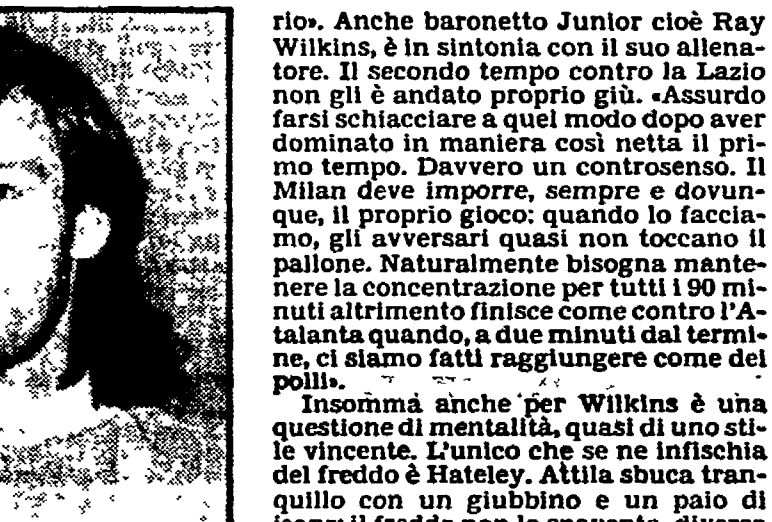 rio». Anche baronetto Junior cioè Ray
Wilkins, è in sintonia con il suo allena-
tore. Il secondo tempo contro la Lazio
non gli è andato proprio giù. «Assurdo
farsi schiacciare a quel modo dopo aver
dominato in maniera così netta il pri-
mo tempo. Davvero un controsenso. Il
Milan deve imporre, sempre e dovun-
que, il proprio gioco: quando lo faccia-
mo, gli avversari quasi non toccano il
pallone. Naturalmente bisogna mante-
nere la concentrazione per tutti i 90 mi-
nuti altrimento finisce come contro l'A-
talanta quando, a due minuti dal termi-
ne, ci siamo fatti raggiungere come dei
polli».
Insomma anche per Wilkins è una
questione di mentalità, quasi di uno sti-
le vincente. L'unico che se ne infischia
del freddo è Hateley. Attila sbuca tran-
quillo con un giubbino e un paio di
il freddo non lo spaventa